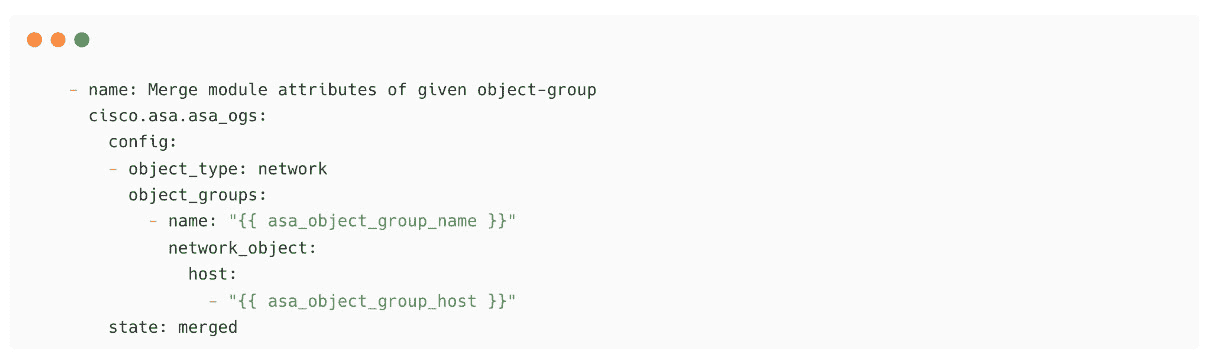 - name: Merge module attributes of given object-group
  cisco.asa.asa_ogs:
    config:
    - object_type: network
      object_groups:
        - name: "{{ asa_object_group_name }}"
          network_object:
            host:
              - "{{ asa_object_group_host }}"
    state: merged